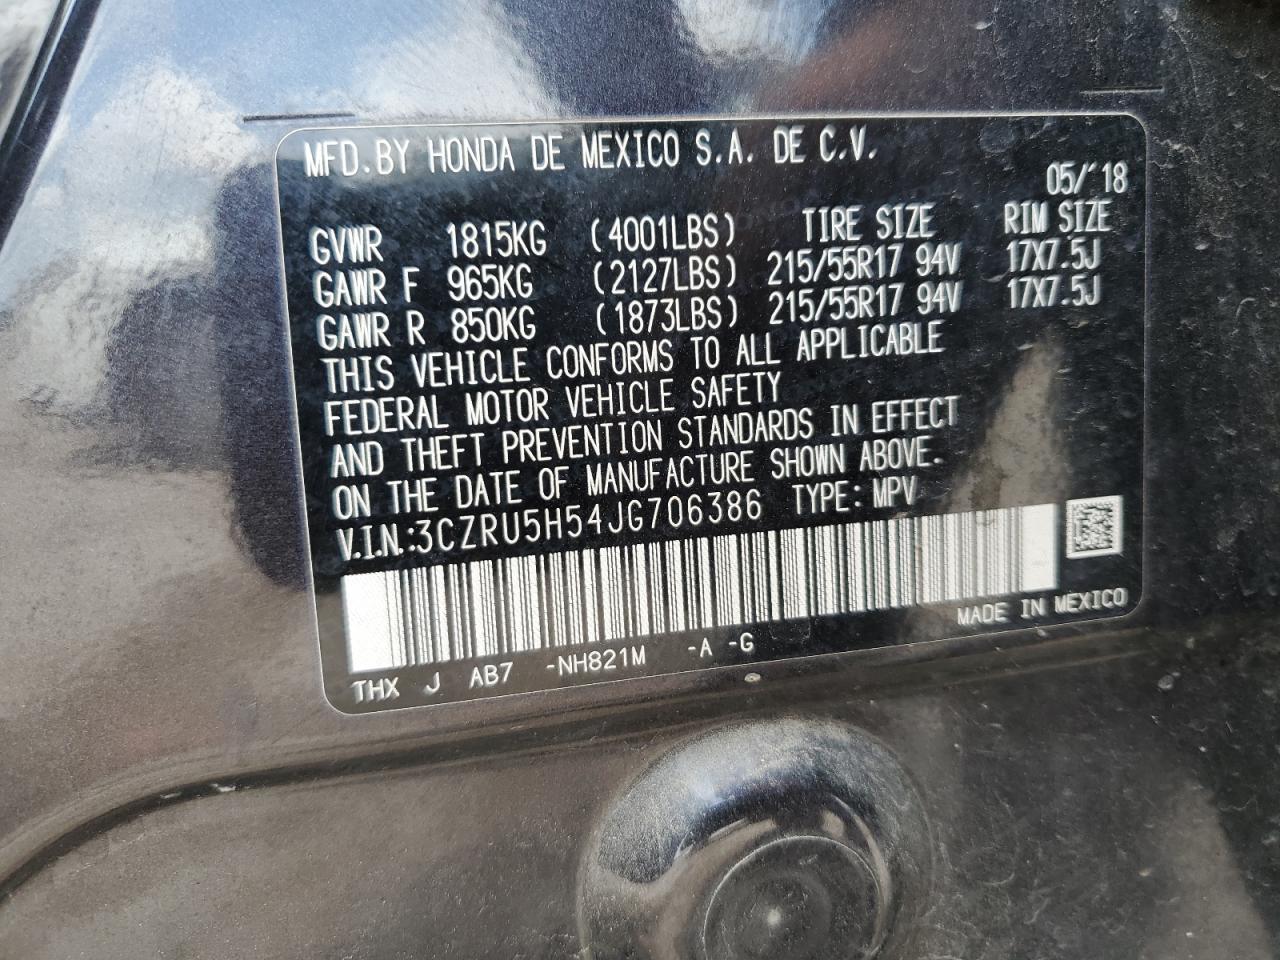 MFD.BY HONDA DE MEXICO S.A. DE C.V.
05/'18
GVWR 1815KG (4001LBS) TIRE SIZE RIM SIZE
GAWR F 965KG (2127LBS) 215/55R17 94V 17X7.5J
GAWR R 850KG (1873LBS) 215/55R17 94V 17X7.5J
THIS VEHICLE CONFORMS TO ALL APPLICABLE
FEDERAL MOTOR VEHICLE SAFETY
AND THEFT PREVENTION STANDARDS IN EFFECT
ON THE DATE OF MANUFACTURE SHOWN ABOVE.
V.I.N.:3CZRU5H54JG706386 TYPE: MPV
MADE IN MEXICO
THX J AB7 -NH821M -A -G